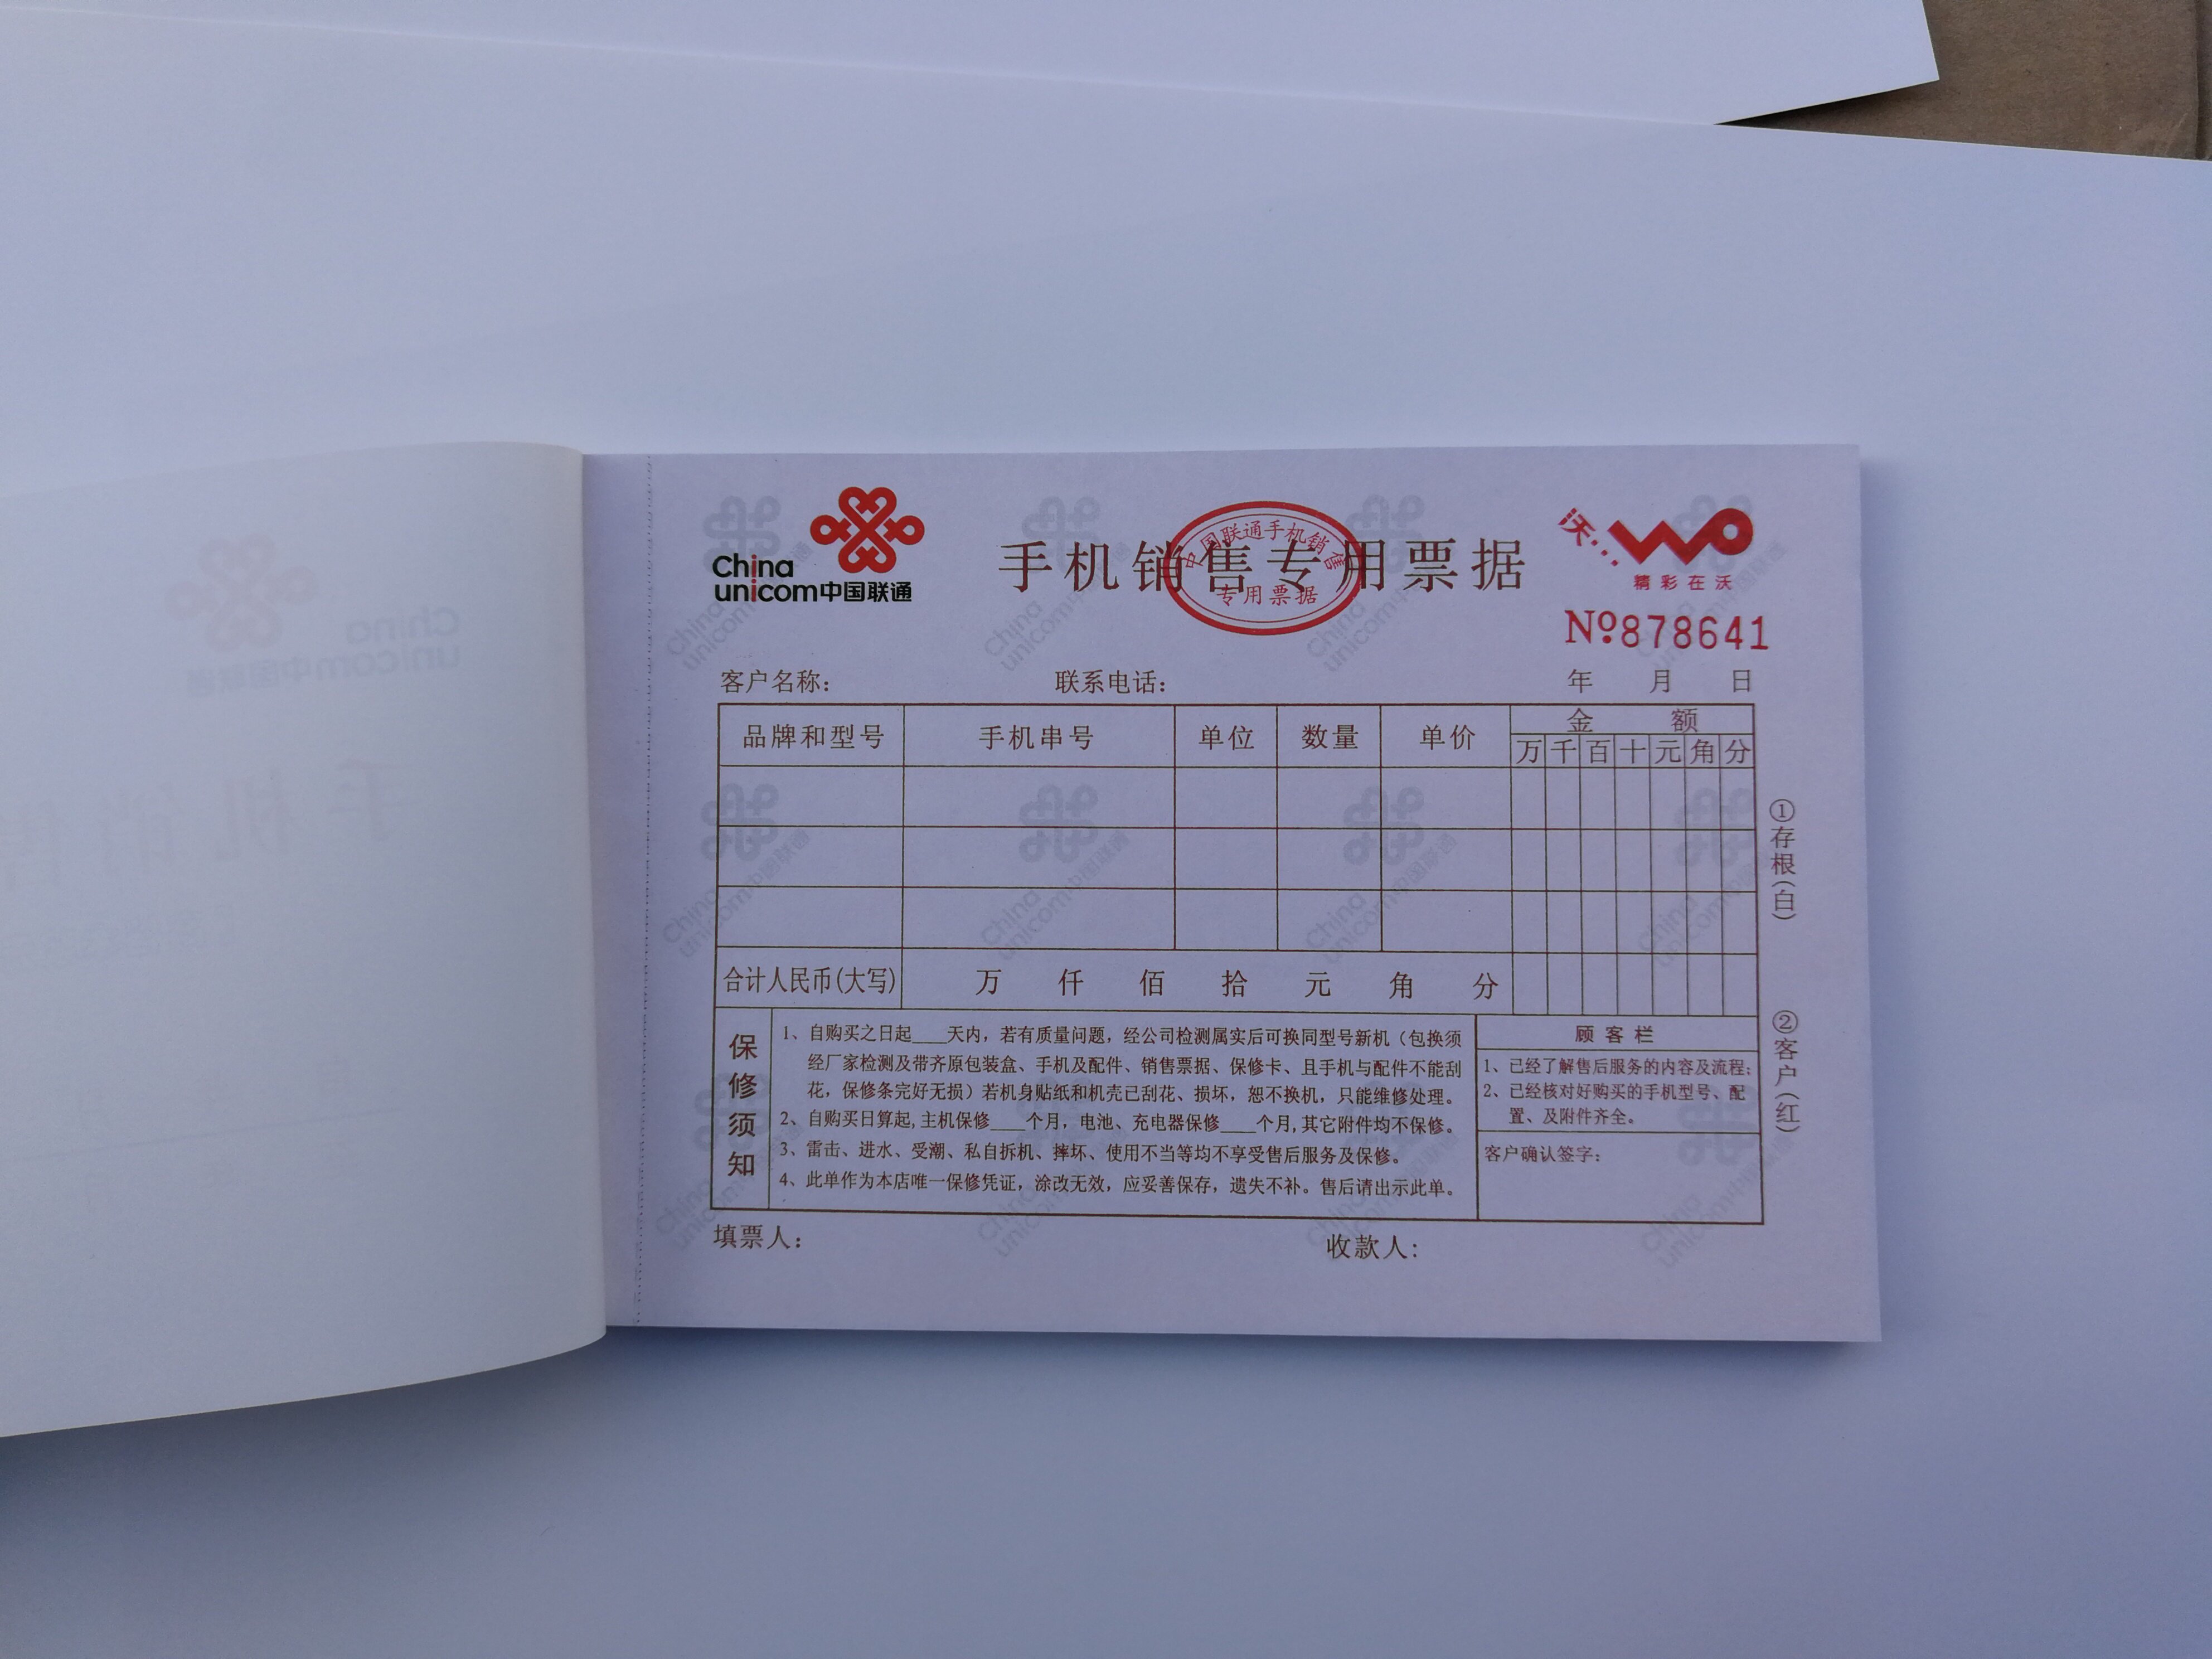 China
unicom中国联通
手机销售专用票据
中国联通手机销售
专用票据
沃...
精彩在沃
Nº878641
客户名称： 联系电话： 年 月 日
品牌和型号 手机串号 单位 数量 单价 金 额
万 千 百 十 元 角 分
合计人民币(大写) 万 仟 佰 拾 元 角 分
保修须知
1、自购买之日起____天内，若有质量问题，经公司检测属实后可换同型号新机（包换须
经厂家检测及带齐原包装盒、手机及配件、销售票据、保修卡、且手机与配件不能刮
花，保修条完好无损）若机身贴纸和机壳己刮花、损坏，恕不换机，只能维修处理。
2、自购买日算起,主机保修____个月，电池、充电器保修____个月,其它附件均不保修。
3、雷击、进水、受潮、私自拆机、摔坏、使用不当等均不享受售后服务及保修。
4、此单作为本店唯一保修凭证，涂改无效，应妥善保存，遗失不补。售后请出示此单。
顾客栏
1、已经了解售后服务的内容及流程;
2、已经核对好购买的手机型号、配
置、及附件齐全。
客户确认签字：
填票人： 收款人：
①存根(白)
②客户(红)